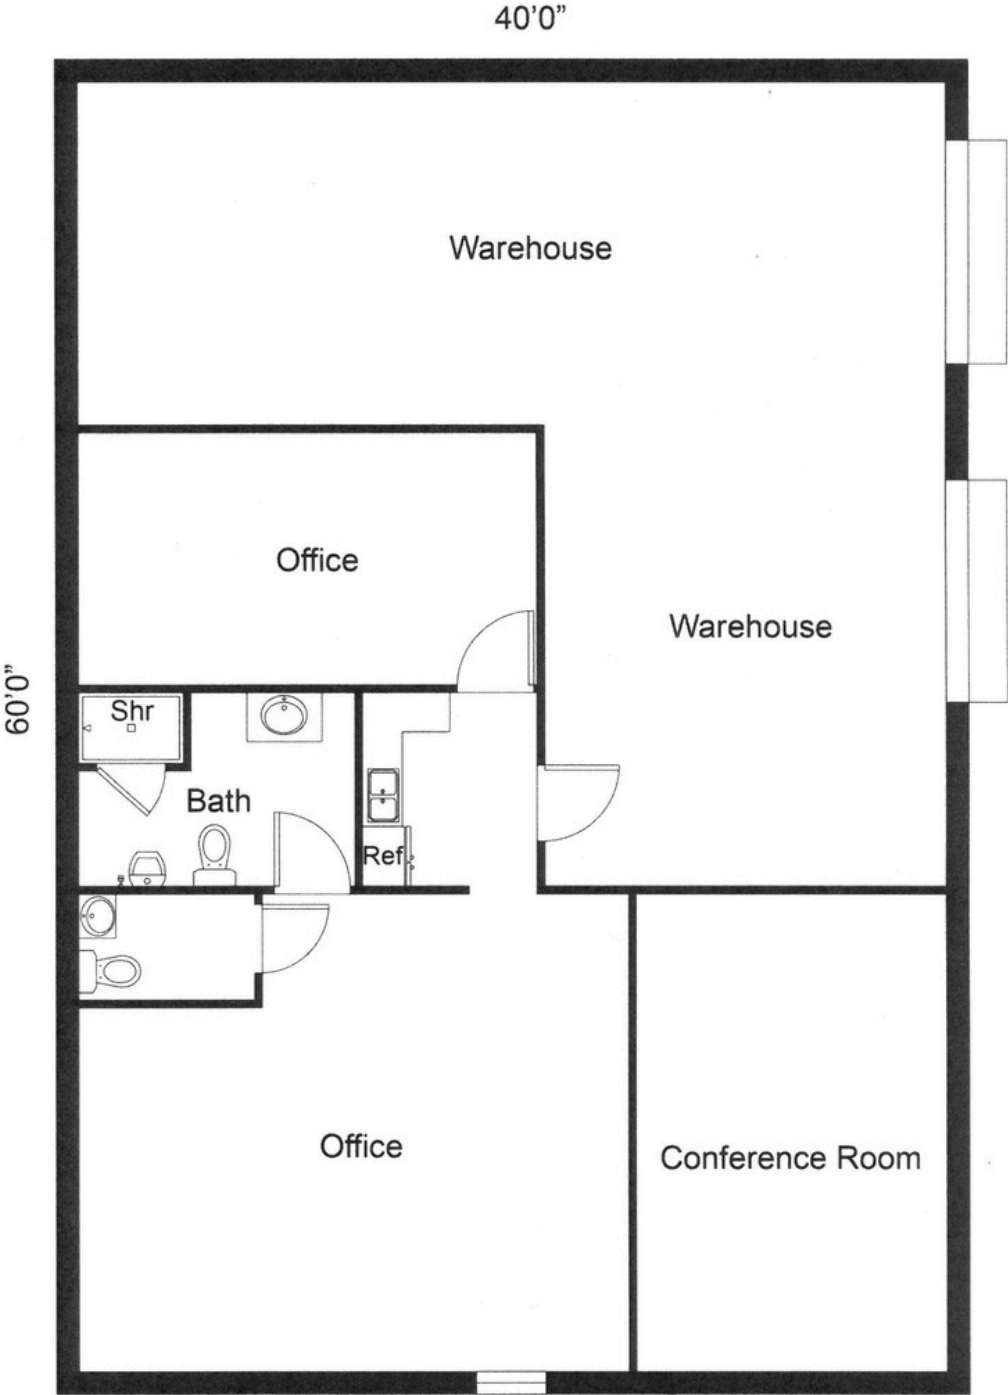 40'0”
Warehouse
Office
Warehouse
60'0”
Shr
Bath
Ref
Office
Conference Room